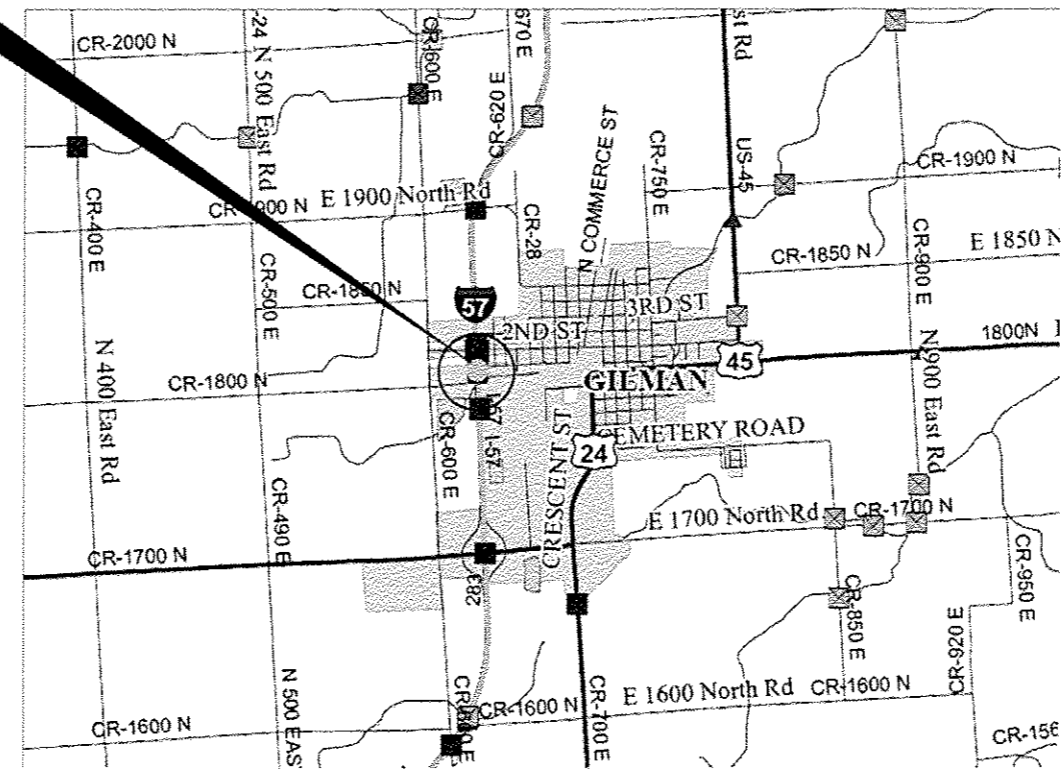 CR-2000 N
-24 N 500 East Rd
CR-600 E
970 E
CR-620 E
N COMMERCE ST
CR-750 E
st Rd
US-45
CR-1900 N
CR-400 E
E 1900 North Rd
CR-28
CR-500 E
CR-1850 N
CR-900 E
E 1850 N
57
3RD ST
2ND ST
1800N
45
GILMAN
CR-1800 N
N 400 East Rd
N 900 East Rd
CR-600 E
I-57
CRESCENT ST
24
CEMETERY ROAD
CR-490 E
E 1700 North Rd
CR-1700 N
CR-1700 N
283
CR-950 E
CR-850 E
CR-920 E
N 500 EAS
CR-1600 N
CR-1600 N
CR-700 E
E 1600 North Rd
CR-1600 N
CR-156